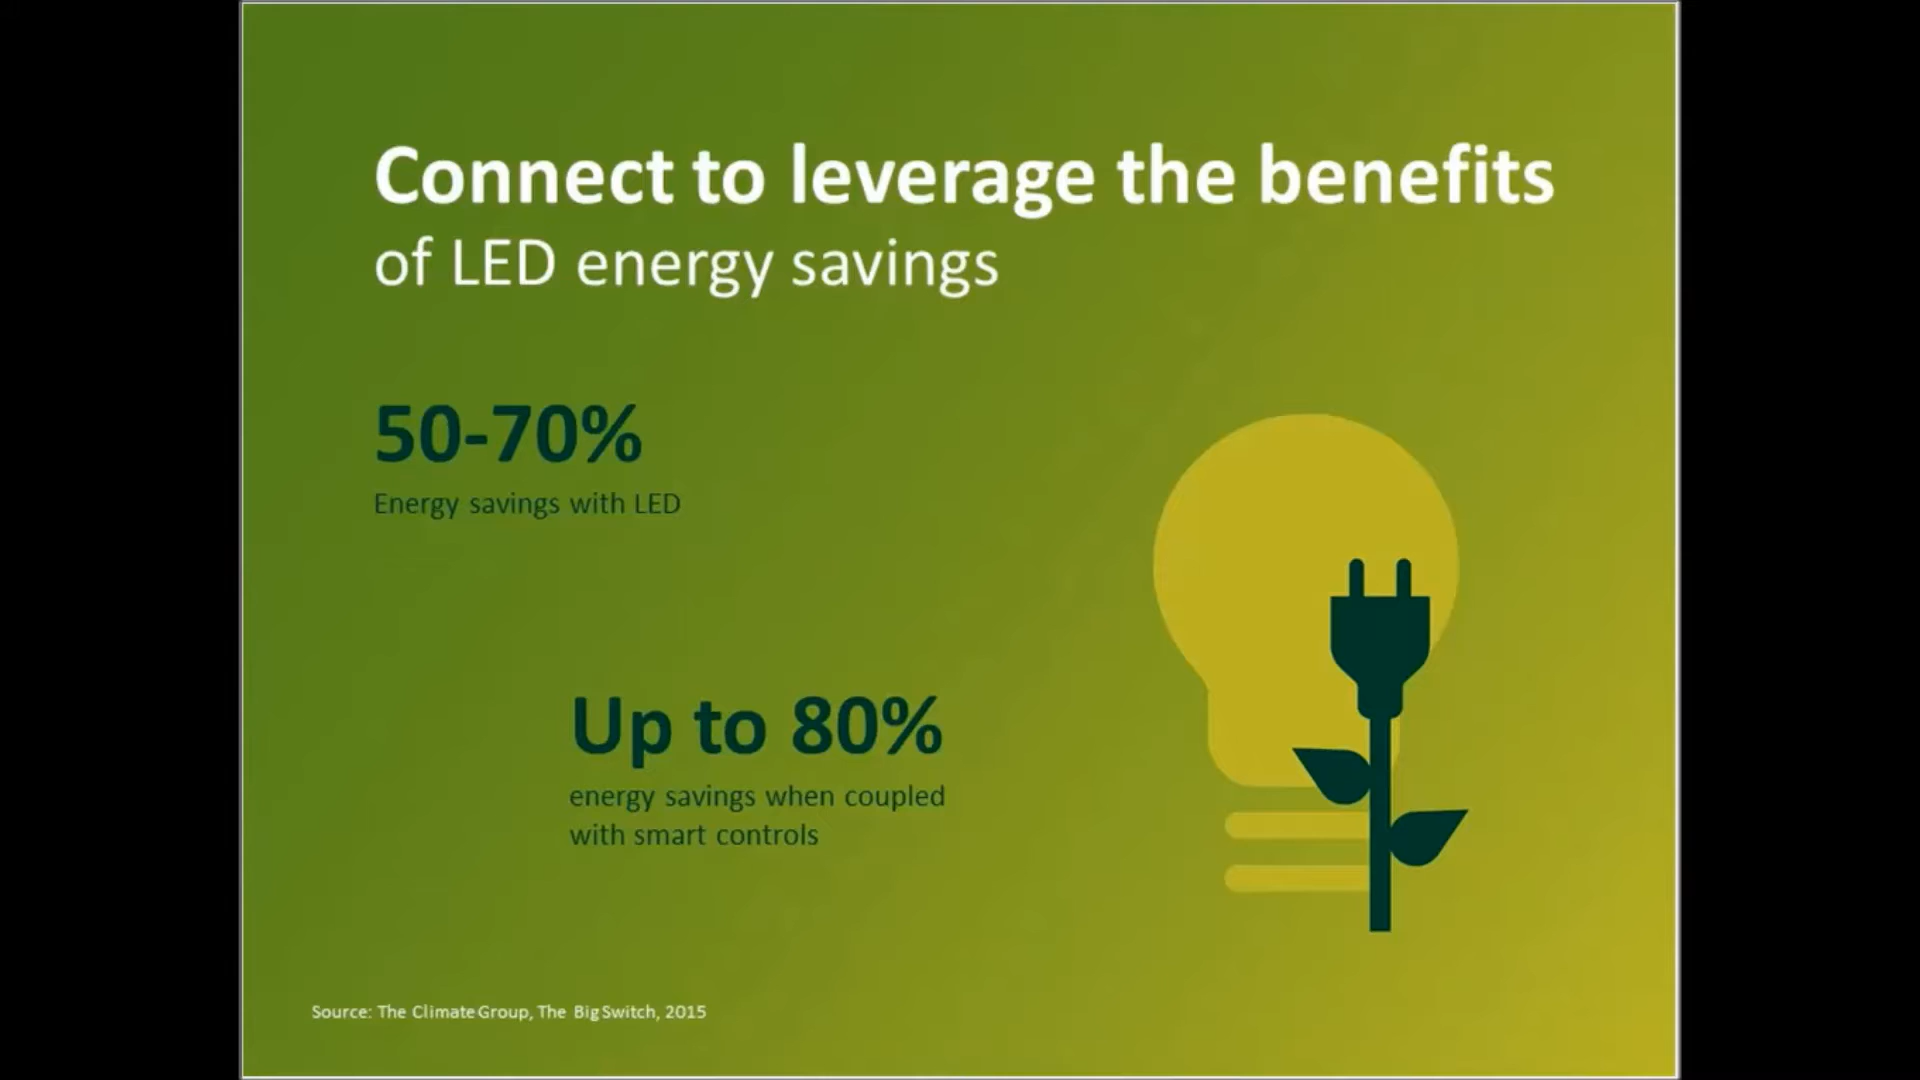 Connect to leverage the benefits
of LED energy savings
50-70%
Energy savings with LED
Up to 80%
energy savings when coupled
with smart controls
Source: The Climate Group, The Big Switch, 2015